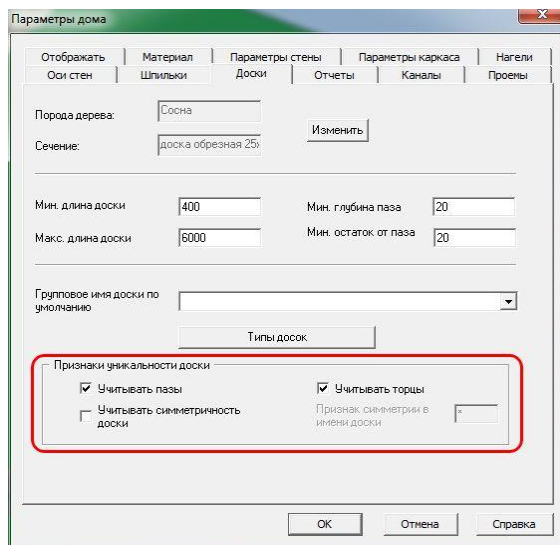 Параметры дома
Отображать Материал Параметры стены Параметры каркаса Нагели
Оси стен Шпильки Доски Отчеты Каналы Проемы
Порода дерева: Сосна
Изменить
Сечение: доска обрезная 25х
Мин. длина доски 400 Мин. глубина паза 20
Макс. длина доски 6000 Мин. остаток от паза 20
Групповое имя доски по
умолчанию
Типы досок
Признаки уникальности доски
Учитывать пазы Учитывать торцы
Учитывать симметричность
доски
Признак симметрии в
имени доски
*
OK Отмена Справка